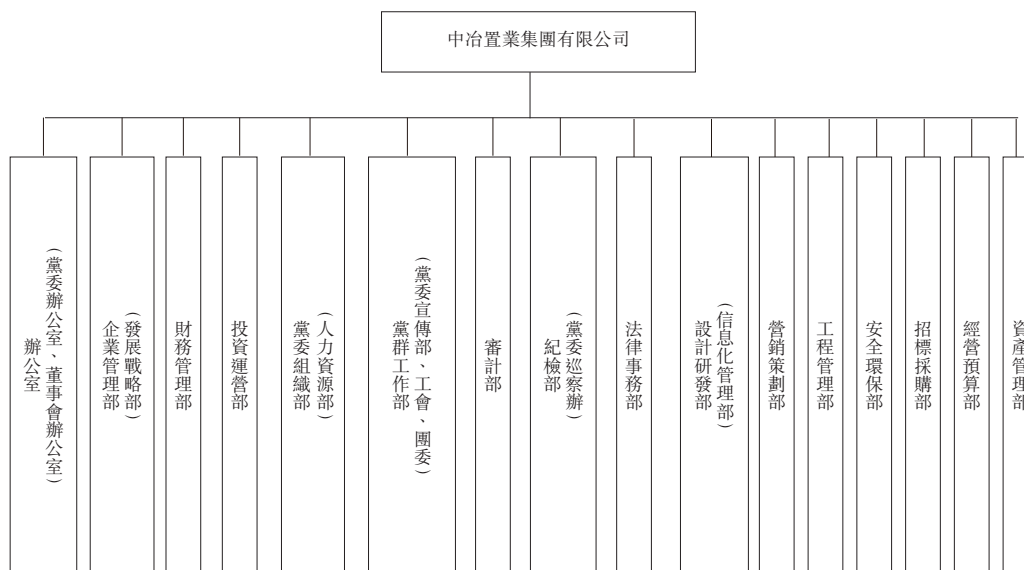 中冶置業集團有限公司
辦公室
（黨委辦公室、董事會辦公室）
企業管理部
（發展戰略部）
財務管理部
投資運營部
黨委組織部
（人力資源部）
黨群工作部
（黨委宣傳部、工會、團委）
審計部
紀檢部
（黨委巡察辦）
法律事務部
設計研發部
（信息化管理部）
營銷策劃部
工程管理部
安全環保部
招標採購部
經營預算部
資產管理部